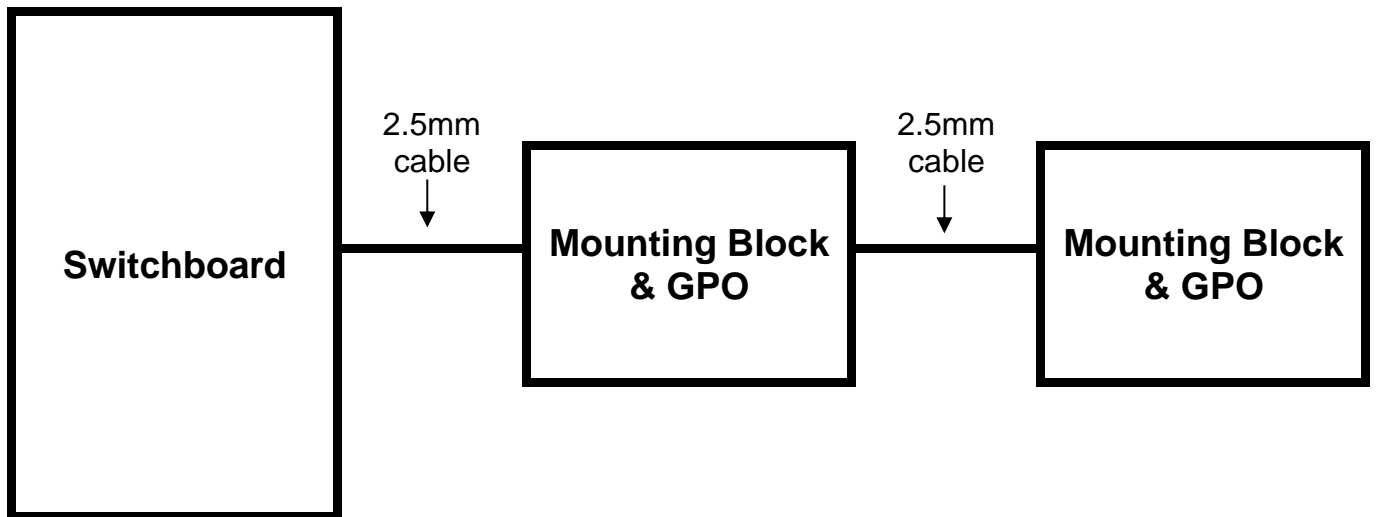 2.5mm
cable
2.5mm
cable
Switchboard
Mounting Block
& GPO
Mounting Block
& GPO